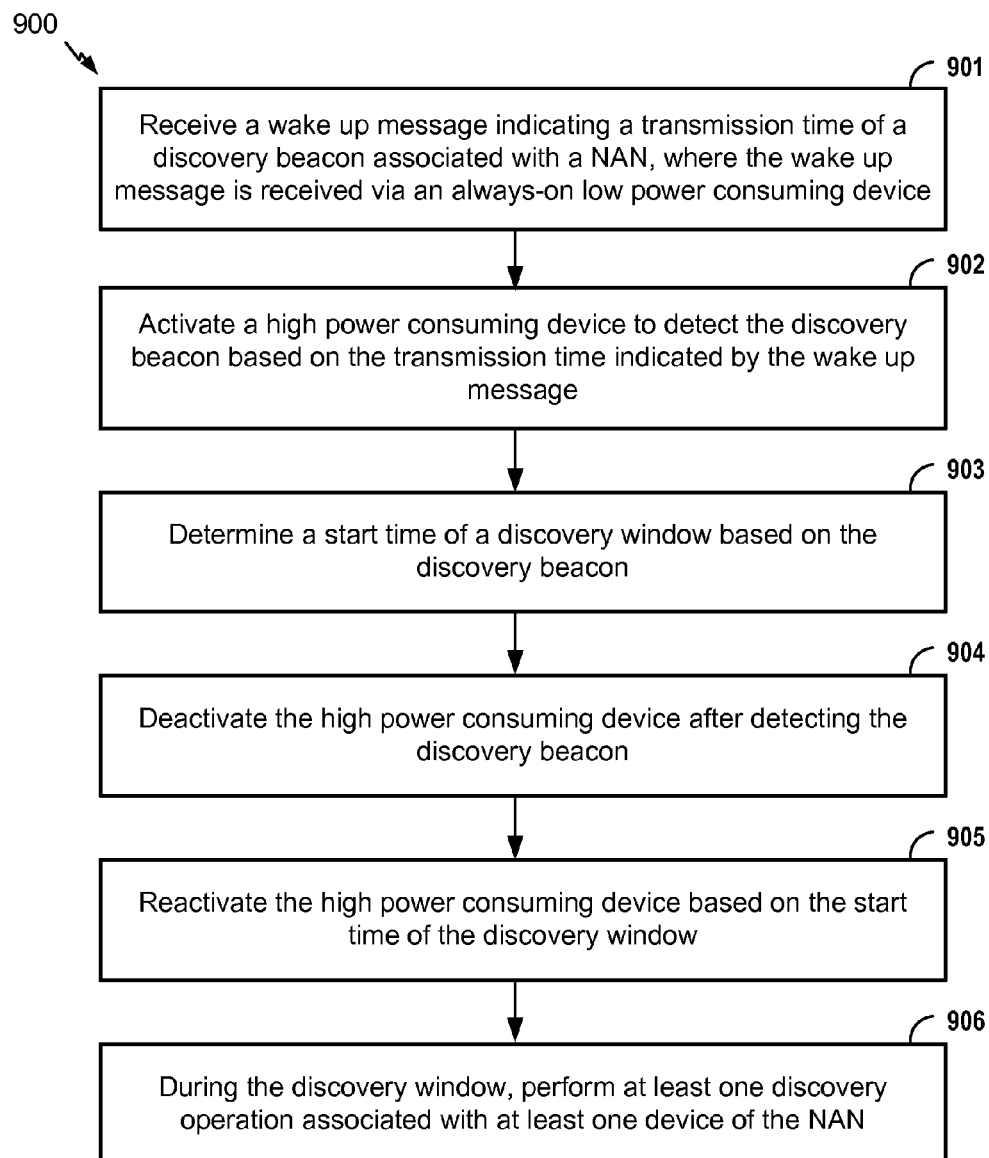 900
901
Receive a wake up message indicating a transmission time of a
discovery beacon associated with a NAN, where the wake up
message is received via an always-on low power consuming device
902
Activate a high power consuming device to detect the discovery
beacon based on the transmission time indicated by the wake up
message
903
Determine a start time of a discovery window based on the
discovery beacon
904
Deactivate the high power consuming device after detecting the
discovery beacon
905
Reactivate the high power consuming device based on the start
time of the discovery window
906
During the discovery window, perform at least one discovery
operation associated with at least one device of the NAN